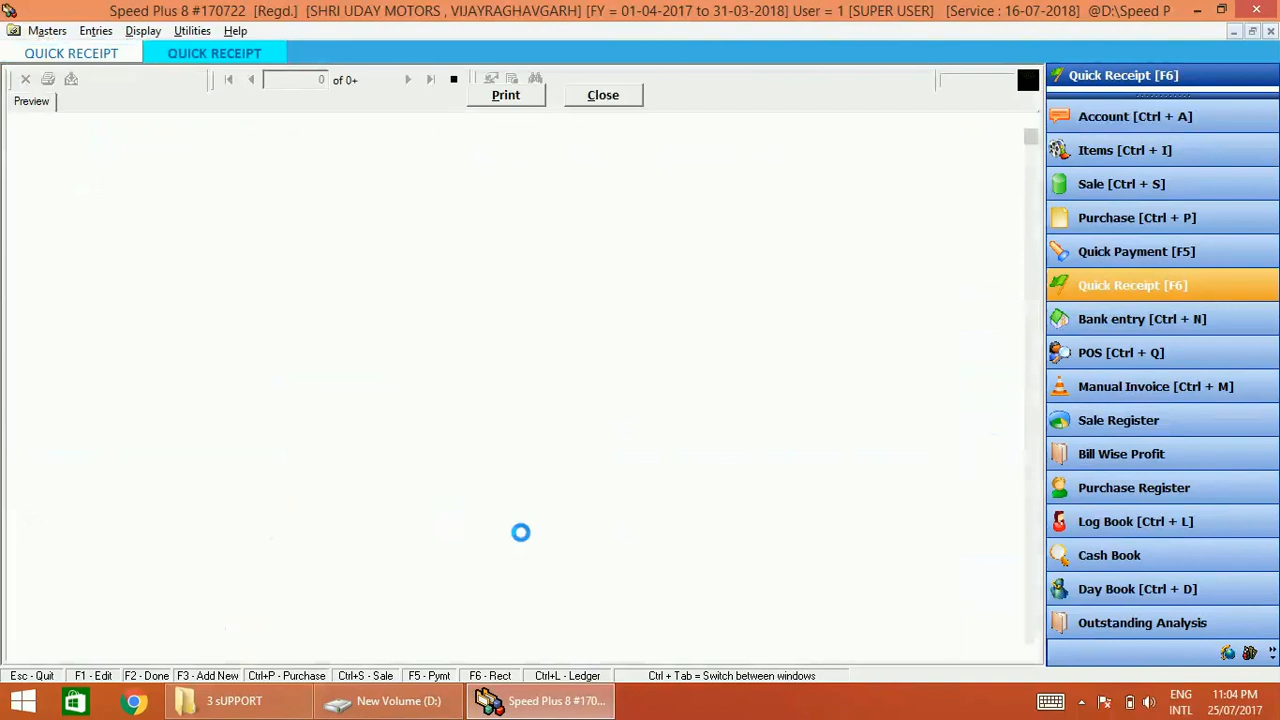 Speed Plus 8 #170722 [Regd.] [SHRI UDAY MOTORS , VIJAYRAGHAVGARH] [FY = 01-04-2017 to 31-03-2018] User = 1 [SUPER USER] [Service : 16-07-2018] @D:\Speed P
Masters Entries Display Utilities Help
QUICK RECEIPT QUICK RECEIPT
0 of 0+
Print Close
Preview
Quick Receipt [F6]
Account [Ctrl + A]
Items [Ctrl + I]
Sale [Ctrl + S]
Purchase [Ctrl + P]
Quick Payment [F5]
Quick Receipt [F6]
Bank entry [Ctrl + N]
POS [Ctrl + Q]
Manual Invoice [Ctrl + M]
Sale Register
Bill Wise Profit
Purchase Register
Log Book [Ctrl + L]
Cash Book
Day Book [Ctrl + D]
Outstanding Analysis
Esc - Quit F1 - Edit F2 - Done F3 - Add New Ctrl+P - Purchase Ctrl+S - Sale F5 - Pymt F6 - Rect Ctrl+L - Ledger Ctrl + Tab = Switch between windows
3 sUPPORT New Volume (D:) Speed Plus 8 #170...
ENG 11:04 PM
INTL 25/07/2017